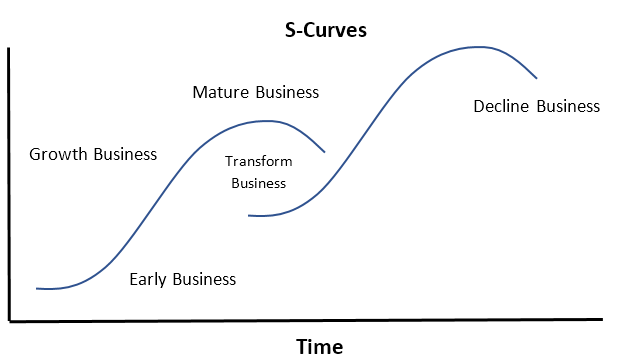 S-Curves
Mature Business
Decline Business
Growth Business
Transform
Business
Early Business
Time